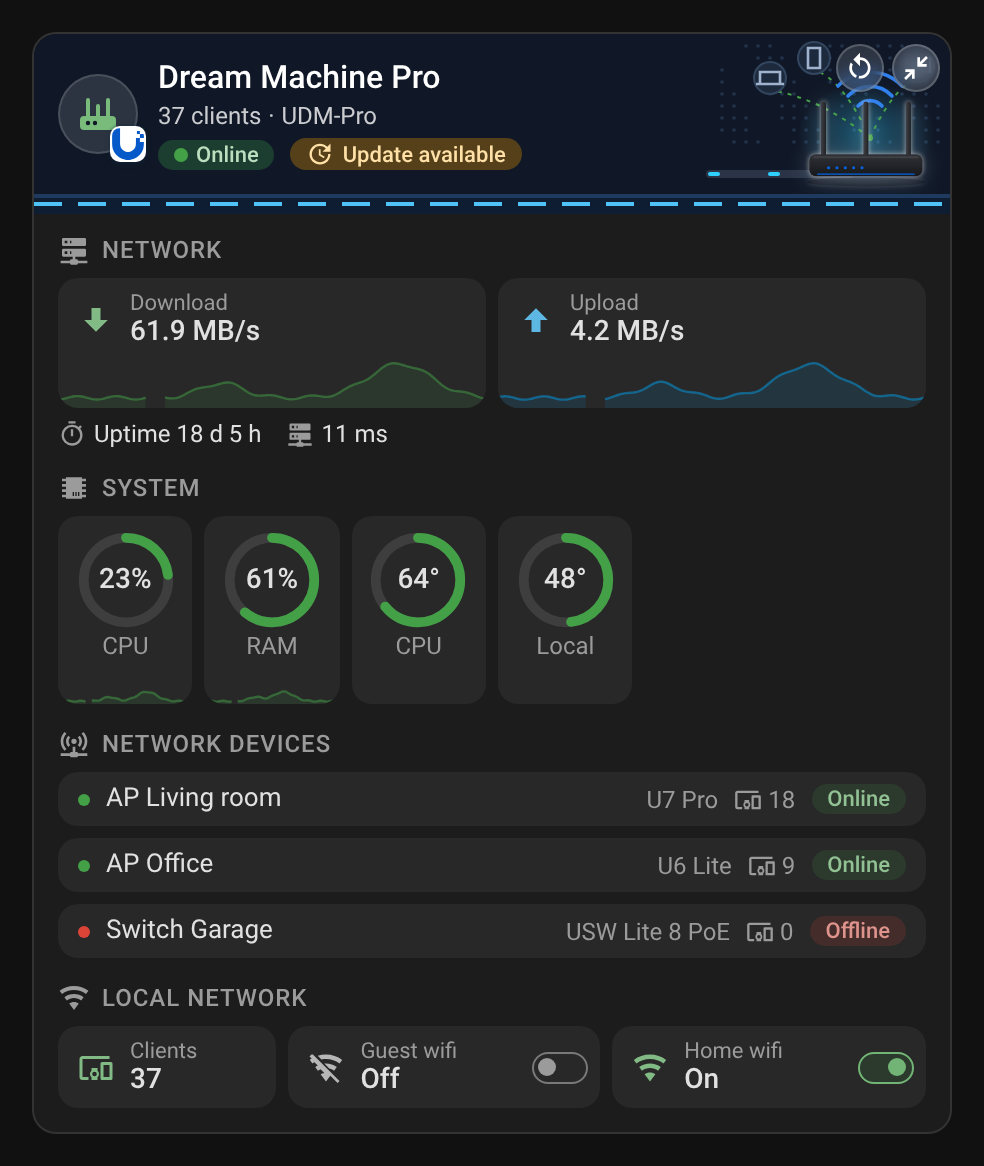 Dream Machine Pro
37 clients · UDM-Pro
Online
Update available
NETWORK
Download
61.9 MB/s
Upload
4.2 MB/s
Uptime 18 d 5 h
11 ms
SYSTEM
23%
CPU
61%
RAM
64°
CPU
48°
Local
NETWORK DEVICES
AP Living room
U7 Pro
18
Online
AP Office
U6 Lite
9
Online
Switch Garage
USW Lite 8 PoE
0
Offline
LOCAL NETWORK
Clients
37
Guest wifi
Off
Home wifi
On